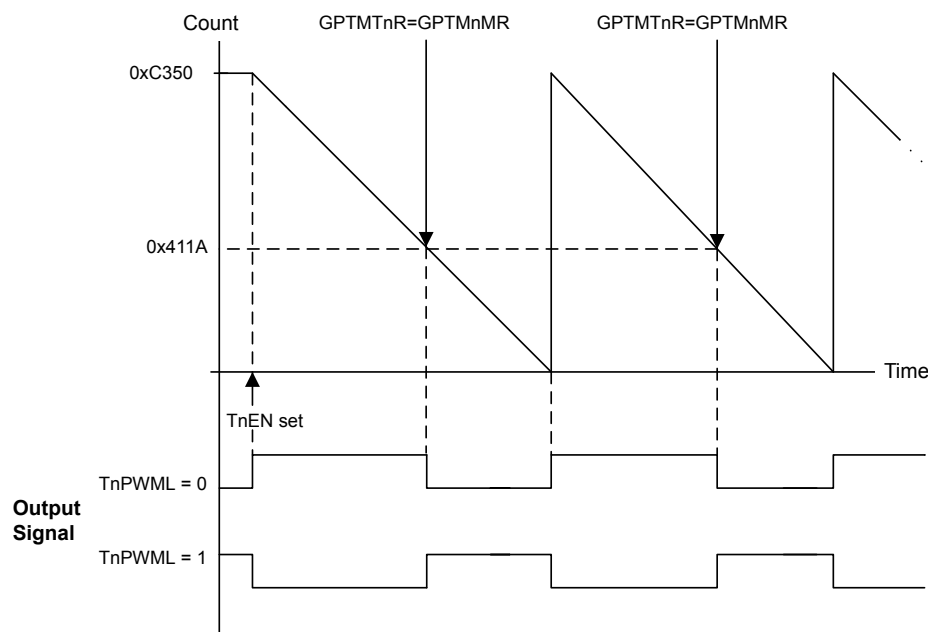 Count
GPTMTnR=GPTMnMR
GPTMTnR=GPTMnMR
0xC350
0x411A
Time
TnEN set
TnPWML = 0
Output
Signal
TnPWML = 1